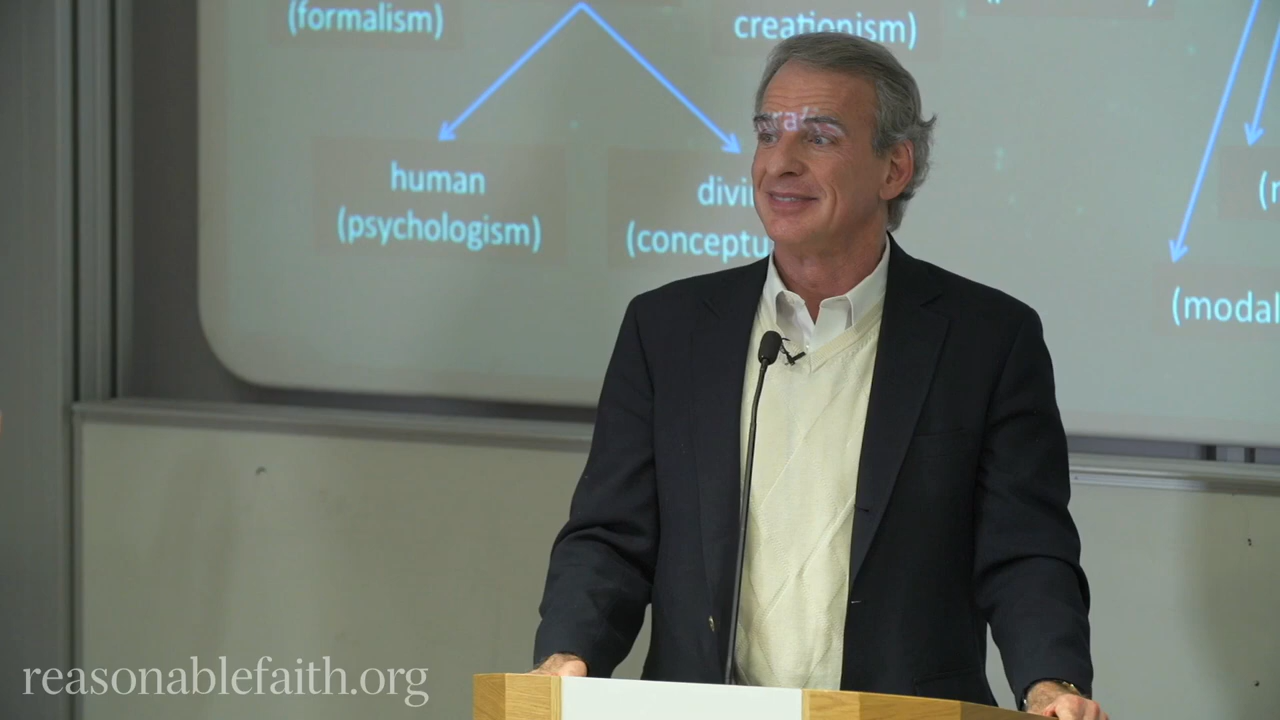 (formalism)
creationism)
human
(psychologism)
divi
(conceptu
(modal
reasonablefaith.org